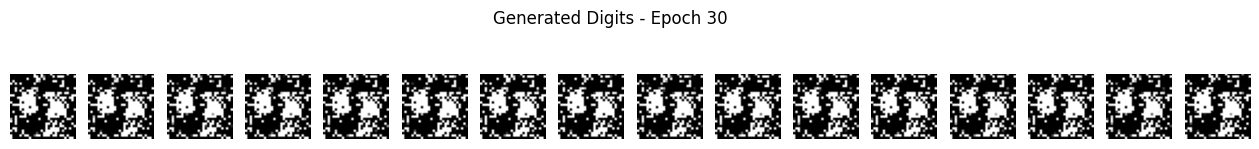 Generated Digits - Epoch 30